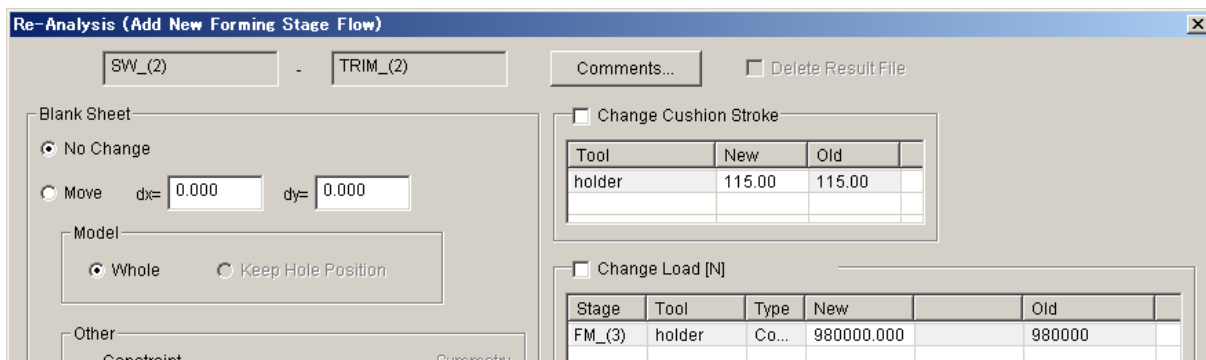 Re-Analysis (Add New Forming Stage Flow)
SW_(2) - TRIM_(2) Comments... Delete Result File
Blank Sheet
No Change
Move dx= 0.000 dy= 0.000
Model
Whole Keep Hole Position
Other
Constraint Symmetry
Change Cushion Stroke
Tool New Old
holder 115.00 115.00
Change Load [N]
Stage Tool Type New Old
FM_(3) holder Co... 980000.000 980000